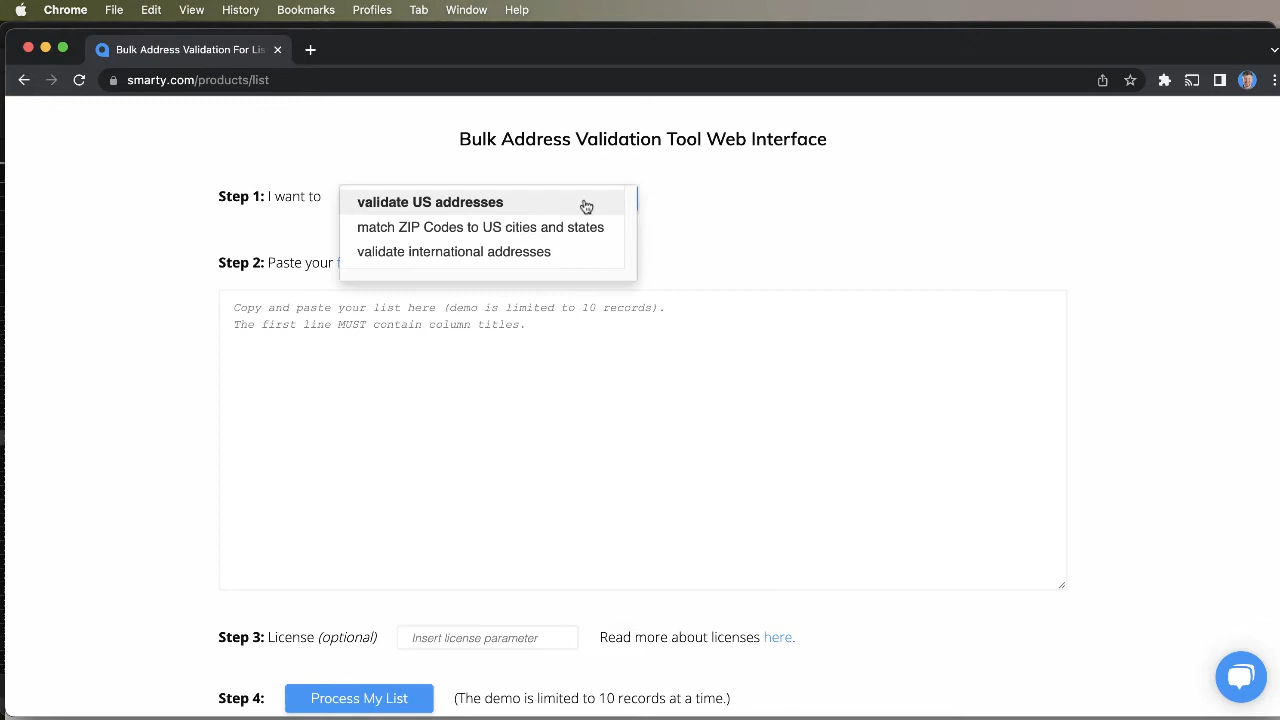 Chrome File Edit View History Bookmarks Profiles Tab Window Help
Bulk Address Validation For Lis
smarty.com/products/list
Bulk Address Validation Tool Web Interface
Step 1: I want to
validate US addresses
match ZIP Codes to US cities and states
validate international addresses
Step 2: Paste your
Copy and paste your list here (demo is limited to 10 records).
The first line MUST contain column titles.
Step 3: License (optional) Insert license parameter Read more about licenses here.
Step 4: Process My List (The demo is limited to 10 records at a time.)